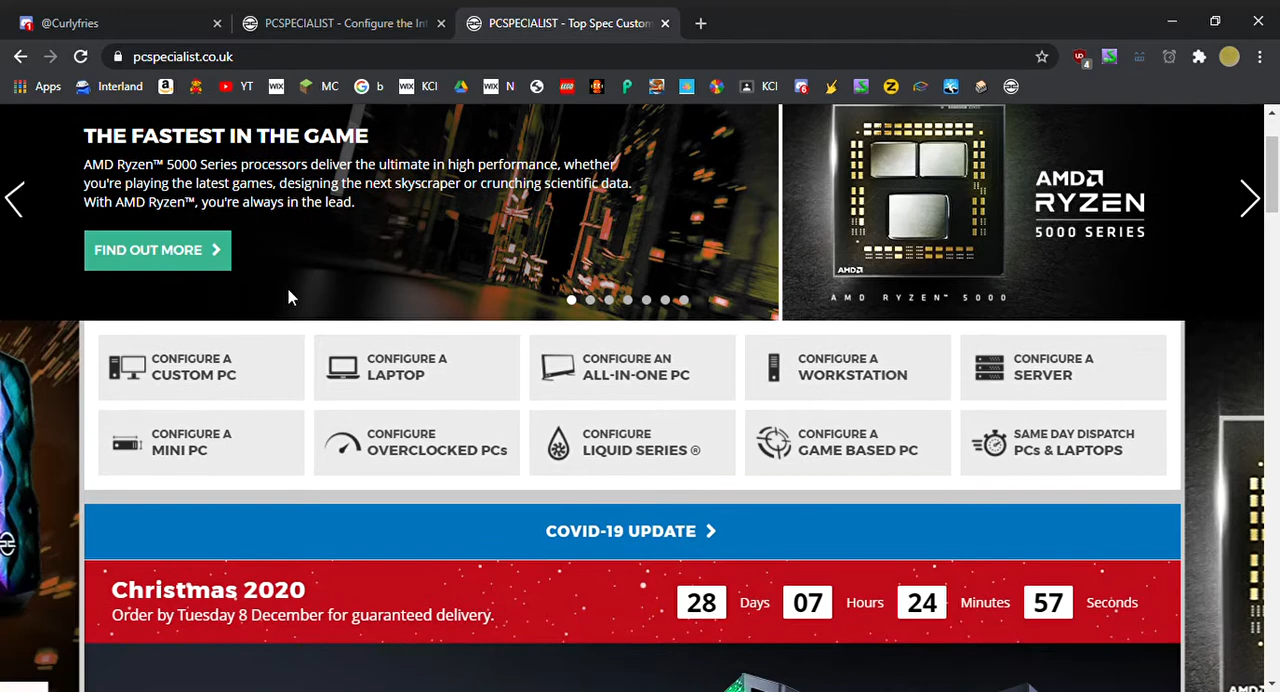 @Curlyfries
PCSPECIALIST - Configure the Int
PCSPECIALIST - Top Spec Custom
pcspecialist.co.uk
4
Apps
Interland
YT
WIX
MC
b
WIX
KCI
WIX
N
KCI
THE FASTEST IN THE GAME
AMD Ryzen™ 5000 Series processors deliver the ultimate in high performance, whether
you're playing the latest games, designing the next skyscraper or crunching scientific data.
With AMD Ryzen™, you're always in the lead.
FIND OUT MORE
AMD
RYZEN
5000 SERIES
AMD
AMD RYZEN™ 5000
CONFIGURE A
CUSTOM PC
CONFIGURE A
LAPTOP
CONFIGURE AN
ALL-IN-ONE PC
CONFIGURE A
WORKSTATION
CONFIGURE A
SERVER
CONFIGURE A
MINI PC
CONFIGURE
OVERCLOCKED PCs
CONFIGURE
LIQUID SERIES ®
CONFIGURE A
GAME BASED PC
SAME DAY DISPATCH
PCs & LAPTOPS
COVID-19 UPDATE
Christmas 2020
Order by Tuesday 8 December for guaranteed delivery.
28 Days 07 Hours 24 Minutes 57 Seconds